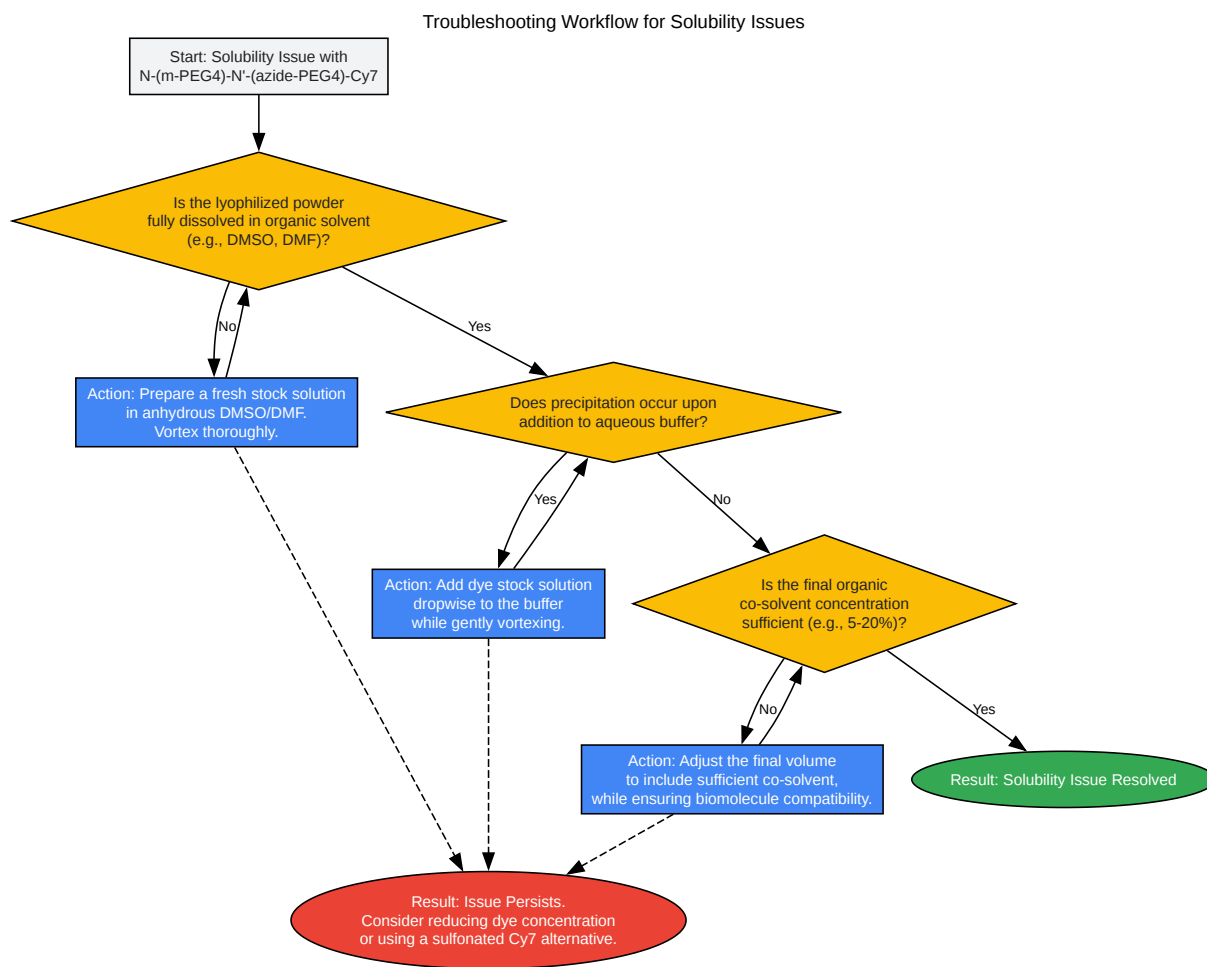 Troubleshooting Workflow for Solubility Issues
Start: Solubility Issue with
N-(m-PEG4)-N'-(azide-PEG4)-Cy7
Is the lyophilized powder
fully dissolved in organic solvent
(e.g., DMSO, DMF)?
No
Yes
Action: Prepare a fresh stock solution
in anhydrous DMSO/DMF.
Vortex thoroughly.
Does precipitation occur upon
addition to aqueous buffer?
Yes
No
Action: Add dye stock solution
dropwise to the buffer
while gently vortexing.
Is the final organic
co-solvent concentration
sufficient (e.g., 5-20%)?
No
Yes
Action: Adjust the final volume
to include sufficient co-solvent,
while ensuring biomolecule compatibility.
Result: Solubility Issue Resolved
Result: Issue Persists.
Consider reducing dye concentration
or using a sulfonated Cy7 alternative.